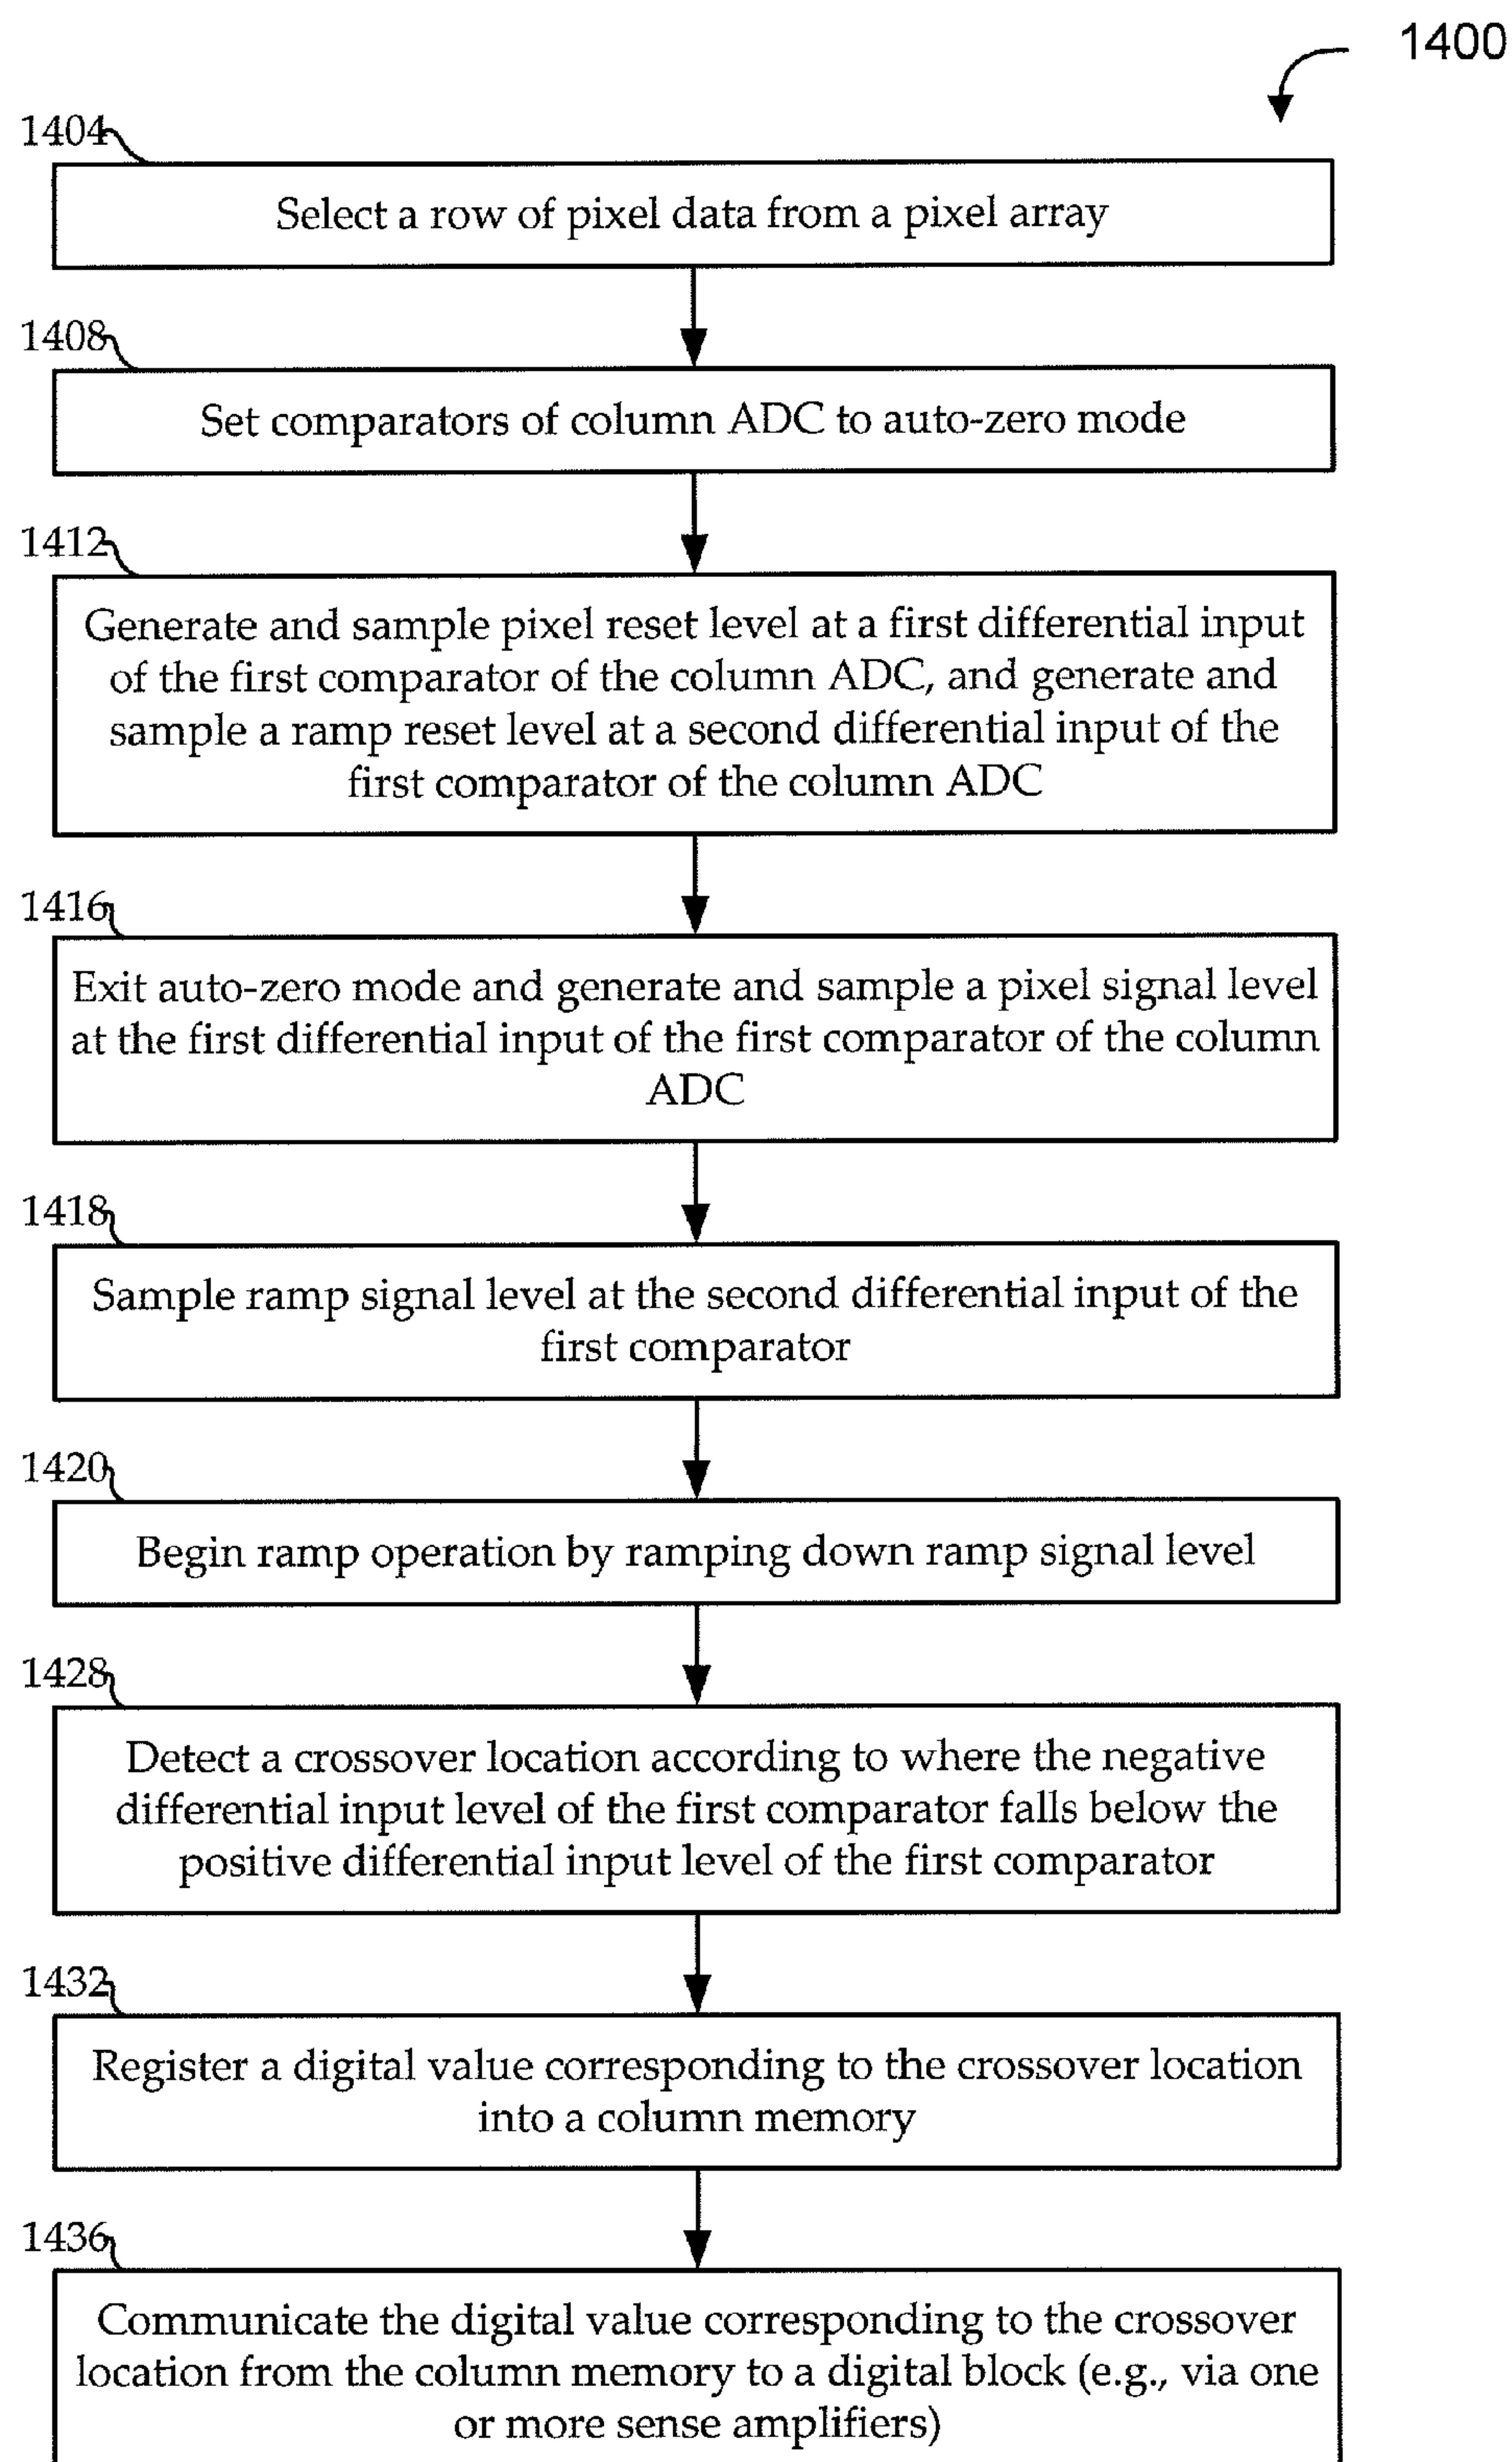 1400
1404
Select a row of pixel data from a pixel array
1408
Set comparators of column ADC to auto-zero mode
1412
Generate and sample pixel reset level at a first differential input
of the first comparator of the column ADC, and generate and
sample a ramp reset level at a second differential input of the
first comparator of the column ADC
1416
Exit auto-zero mode and generate and sample a pixel signal level
at the first differential input of the first comparator of the column
ADC
1418
Sample ramp signal level at the second differential input of the
first comparator
1420
Begin ramp operation by ramping down ramp signal level
1428
Detect a crossover location according to where the negative
differential input level of the first comparator falls below the
positive differential input level of the first comparator
1432
Register a digital value corresponding to the crossover location
into a column memory
1436
Communicate the digital value corresponding to the crossover
location from the column memory to a digital block (e.g., via one
or more sense amplifiers)